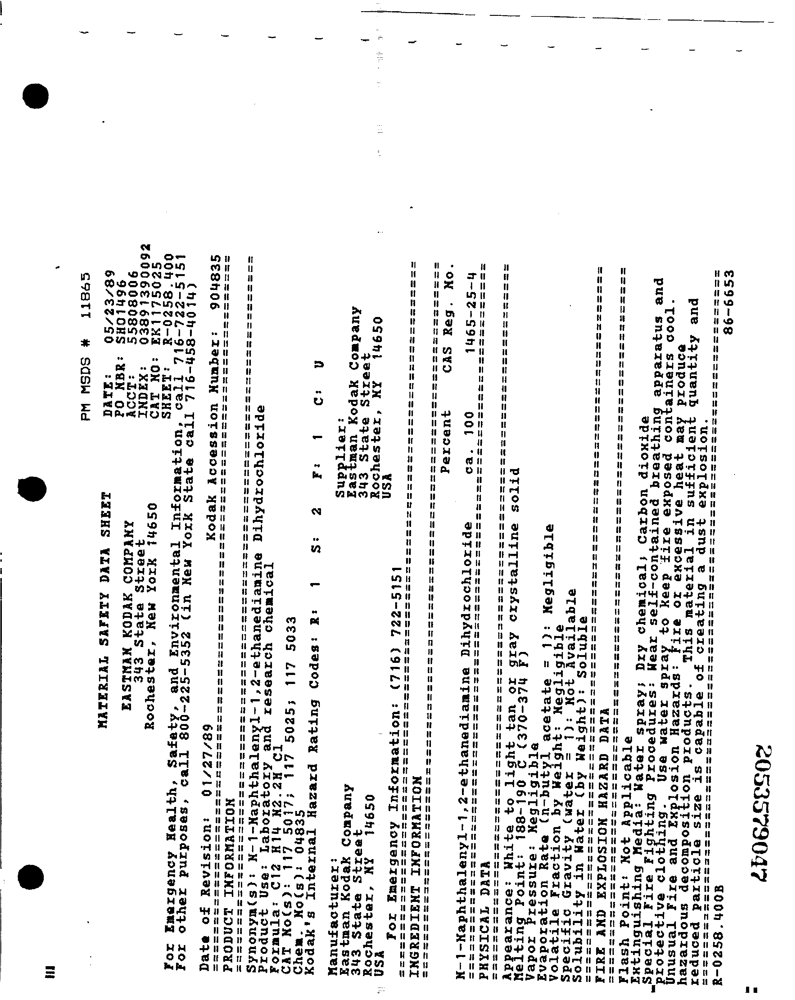 PM MSDS # 11865
MATERIAL SAFETY DATA SHEET
EASTMAN KODAK COMPANY
343 State Street
Rochester, New York 14650
DATE: 05/23/89
PO NBR: SHO1496
ACCT: 55808006
INDEX: 03891390092
CAT NO: EK1175025
SHEET: R-0258.400
For Emergency Health, Safety, and Environmental Information, call 716-722-5151
For other purposes, call 800-225-5352 (in New York State call 716-458-4014)
Date of Revision: 01/27/89 Kodak Accession Number: 904835
PRODUCT INFORMATION
Synonym(s): N-1-Naphthalenyl-1,2-ethanediamine Dihydrochloride
Product Use: Laboratory and research chemical
Formula: C12 H14 N2.2H Cl
CAT No(s): 117 5017; 117 5025; 117 5033
Chem. No(s): 04835
Kodak's Internal Hazard Rating Codes: R: 1 S: 2 F: 1 C: U
Manufacturer:
Eastman Kodak Company
343 State Street
Rochester, NY 14650
USA
Supplier:
Eastman Kodak Company
343 State Street
Rochester, NY 14650
USA
For Emergency Information: (716) 722-5151
INGREDIENT INFORMATION
Percent CAS Reg. No.
N-1-Naphthalenyl-1,2-ethanediamine Dihydrochloride ca. 100 1465-25-4
PHYSICAL DATA
Appearance: White to light tan or gray crystalline solid
Melting Point: 188-190 C (370-374 F)
Vapor Pressure: Negligible
Evaporation Rate (n-butyl acetate = 1): Negligible
Volatile Fraction by Weight: Negligible
Specific Gravity (water = 1): Not Available
Solubility in Water (by Weight): Soluble
FIRE AND EXPLOSION HAZARD DATA
Flash Point: Not Applicable
Extinguishing Media: Water spray; Dry chemical; Carbon dioxide
Special Fire Fighting Procedures: Wear self-contained breathing apparatus and
protective clothing. Use water spray to keep fire exposed containers cool.
Unusual Fire and Explosion Hazards: Fire or excessive heat may produce
hazardous decomposition products. This material in sufficient quantity and
reduced particle size is capable of creating a dust explosion.
R-0258.400B 86-6653
2053579047